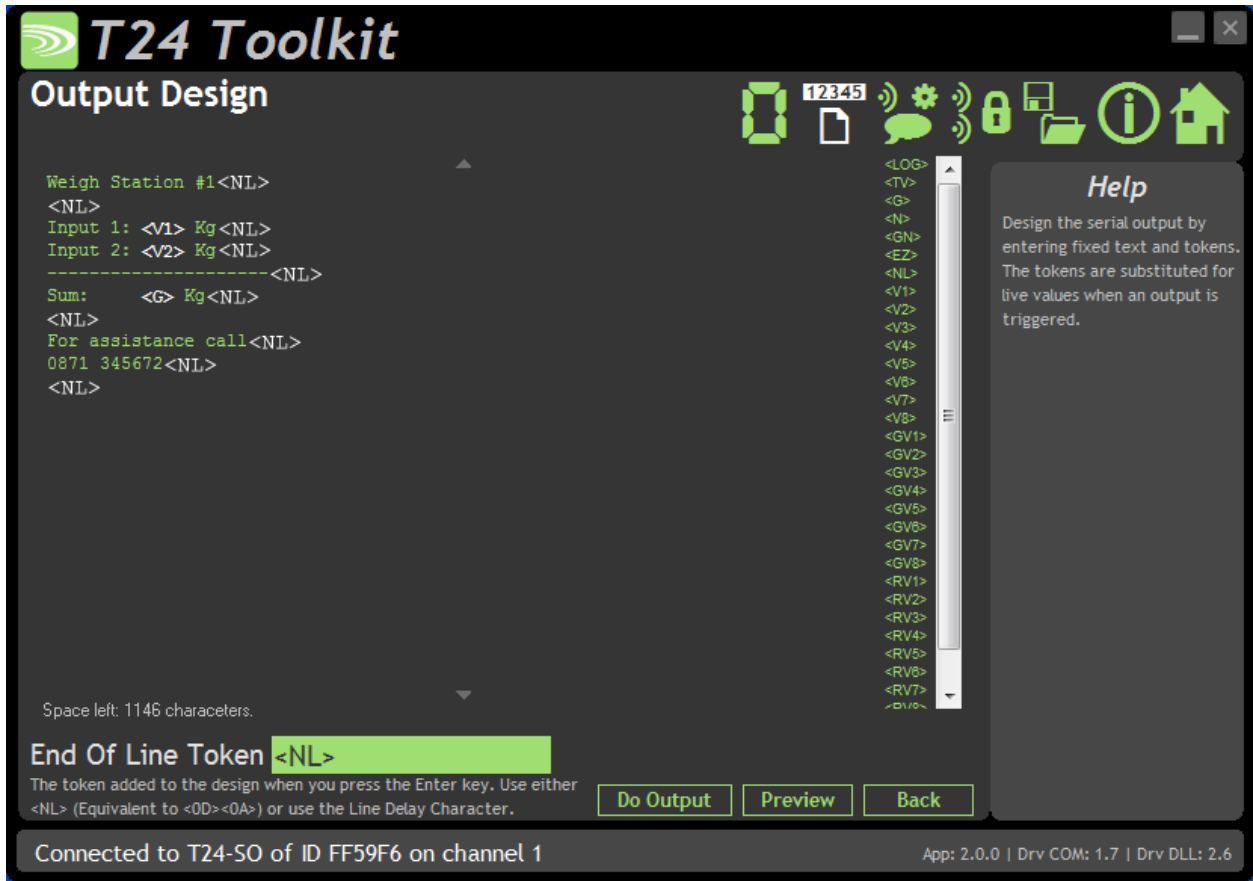 T24 Toolkit
Output Design
12345
Weigh Station #1<NL>
<NL>
Input 1: <V1> Kg<NL>
Input 2: <V2> Kg<NL>
---------------------<NL>
Sum:     <G> Kg<NL>
<NL>
For assistance call<NL>
0871 345672<NL>
<NL>
<LOG>
<TV>
<G>
<N>
<GN>
<EZ>
<NL>
<V1>
<V2>
<V3>
<V4>
<V5>
<V6>
<V7>
<V8>
<GV1>
<GV2>
<GV3>
<GV4>
<GV5>
<GV6>
<GV7>
<GV8>
<RV1>
<RV2>
<RV3>
<RV4>
<RV5>
<RV6>
<RV7>
<RV8>
Help
Design the serial output by
entering fixed text and tokens.
The tokens are substituted for
live values when an output is
triggered.
Space left: 1146 characeters.
End Of Line Token <NL>
The token added to the design when you press the Enter key. Use either
<NL> (Equivalent to <0D><0A>) or use the Line Delay Character.
Do Output
Preview
Back
Connected to T24-SO of ID FF59F6 on channel 1
App: 2.0.0 | Drv COM: 1.7 | Drv DLL: 2.6